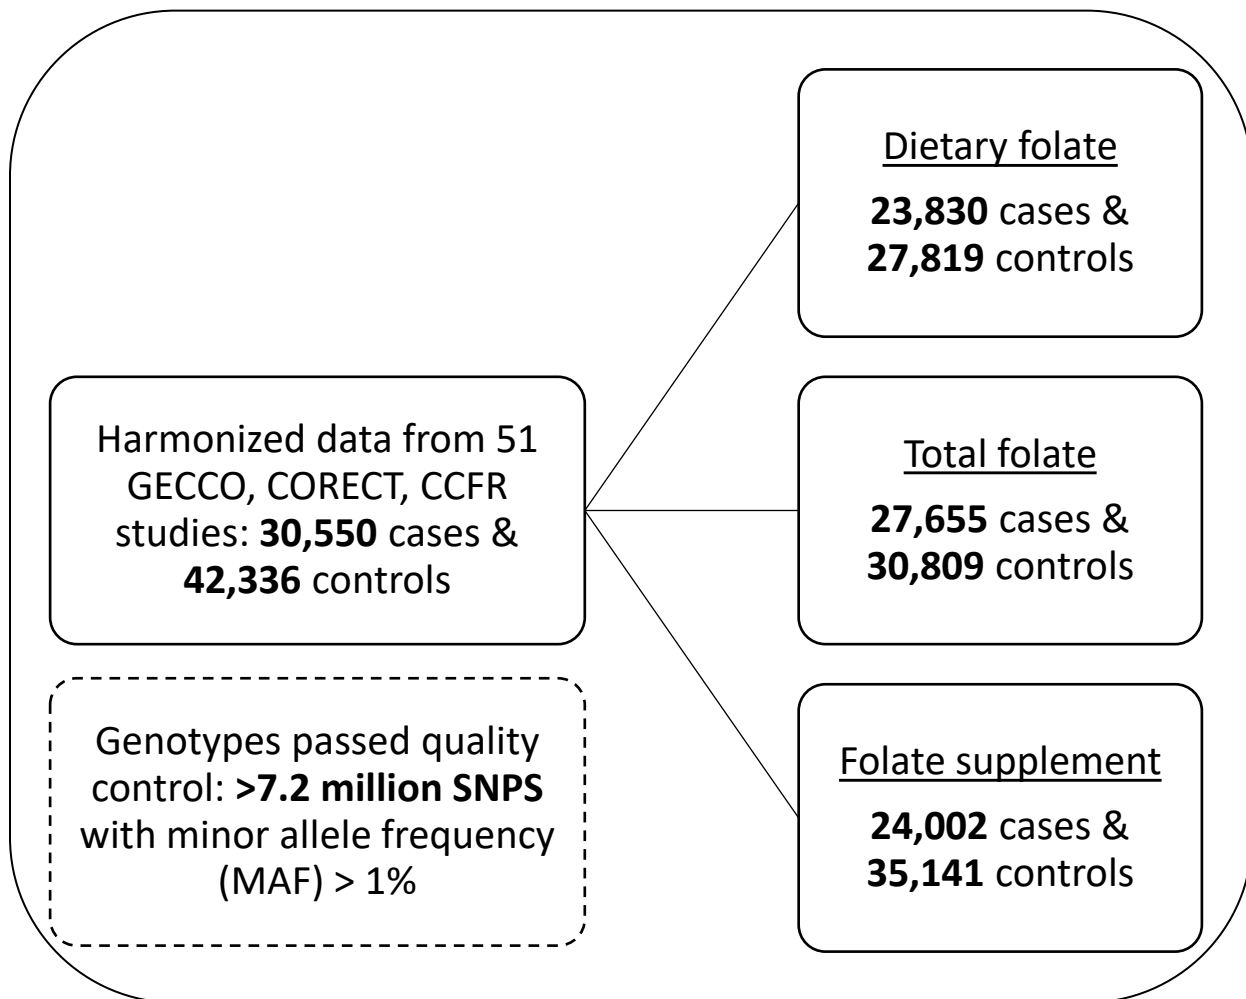 Harmonized data from 51
GECCO, CORECT, CCFR
studies: 30,550 cases &
42,336 controls
Genotypes passed quality
control: >7.2 million SNPS
with minor allele frequency
(MAF) > 1%
Dietary folate
23,830 cases &
27,819 controls
Total folate
27,655 cases &
30,809 controls
Folate supplement
24,002 cases &
35,141 controls